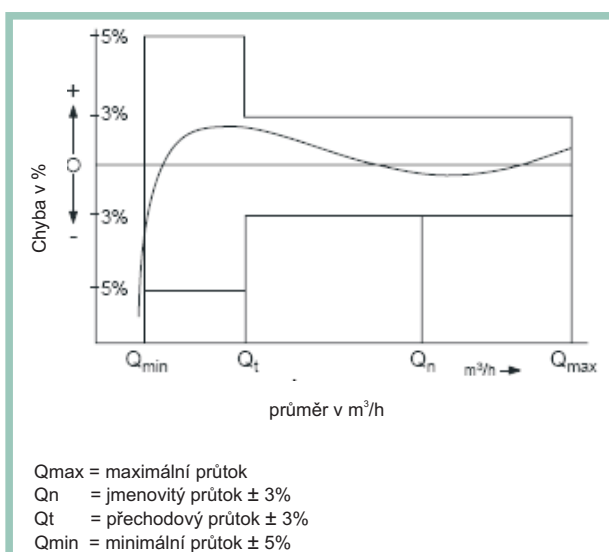 +5%
+
+3%
O
Chyba v %
+3%
-
+5%
Qmin
Qt
Qn
m³/h
Qmax
průměr v m³/h
Qmax = maximální průtok
Qn = jmenovitý průtok ± 3%
Qt = přechodový průtok ± 3%
Qmin = minimální průtok ± 5%